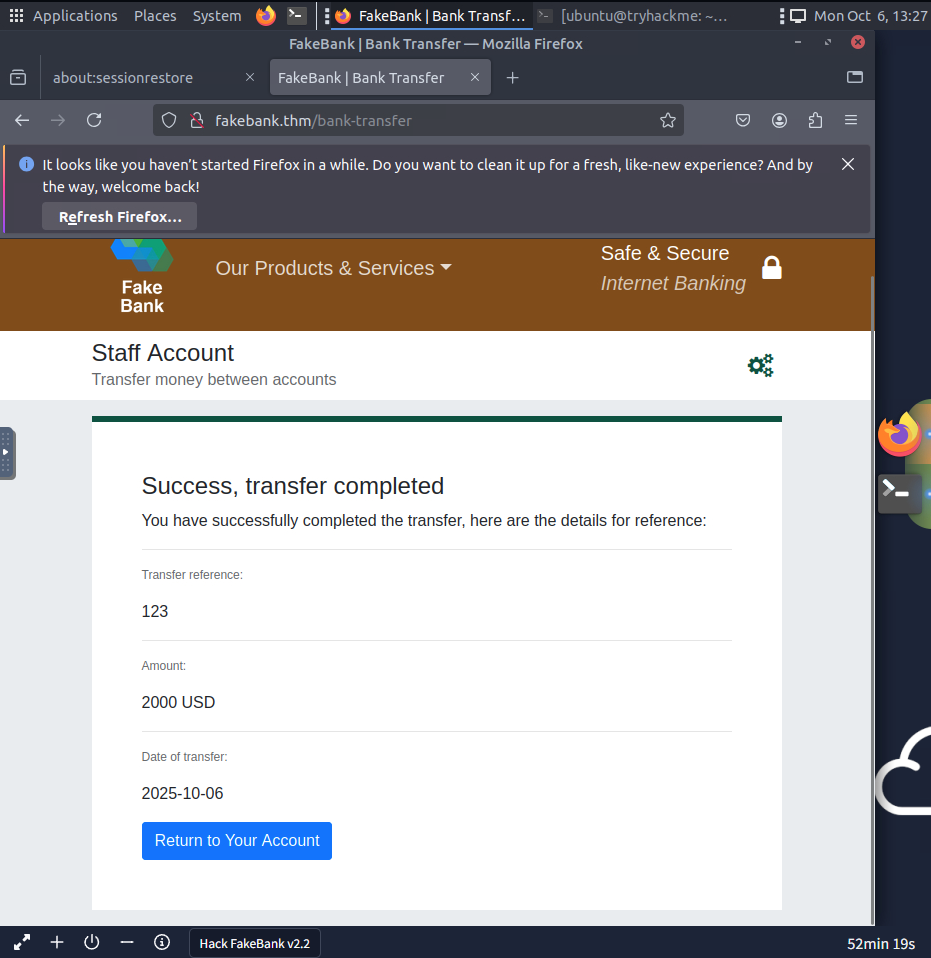 Applications Places System FakeBank | Bank Transf... [ubuntu@tryhackme: ~... Mon Oct 6, 13:27
FakeBank | Bank Transfer — Mozilla Firefox
about:sessionrestore FakeBank | Bank Transfer
fakebank.thm/bank-transfer
It looks like you haven't started Firefox in a while. Do you want to clean it up for a fresh, like-new experience? And by
the way, welcome back!
Refresh Firefox...
Fake
Bank
Our Products & Services
Safe & Secure
Internet Banking
Staff Account
Transfer money between accounts
Success, transfer completed
You have successfully completed the transfer, here are the details for reference:
Transfer reference:
123
Amount:
2000 USD
Date of transfer:
2025-10-06
Return to Your Account
Hack FakeBank v2.2
52min 19s